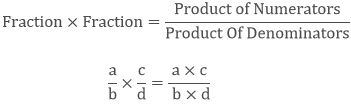 Fraction × Fraction = Product of Numerators / Product Of Denominators
a/b × c/d = a × c / b × d